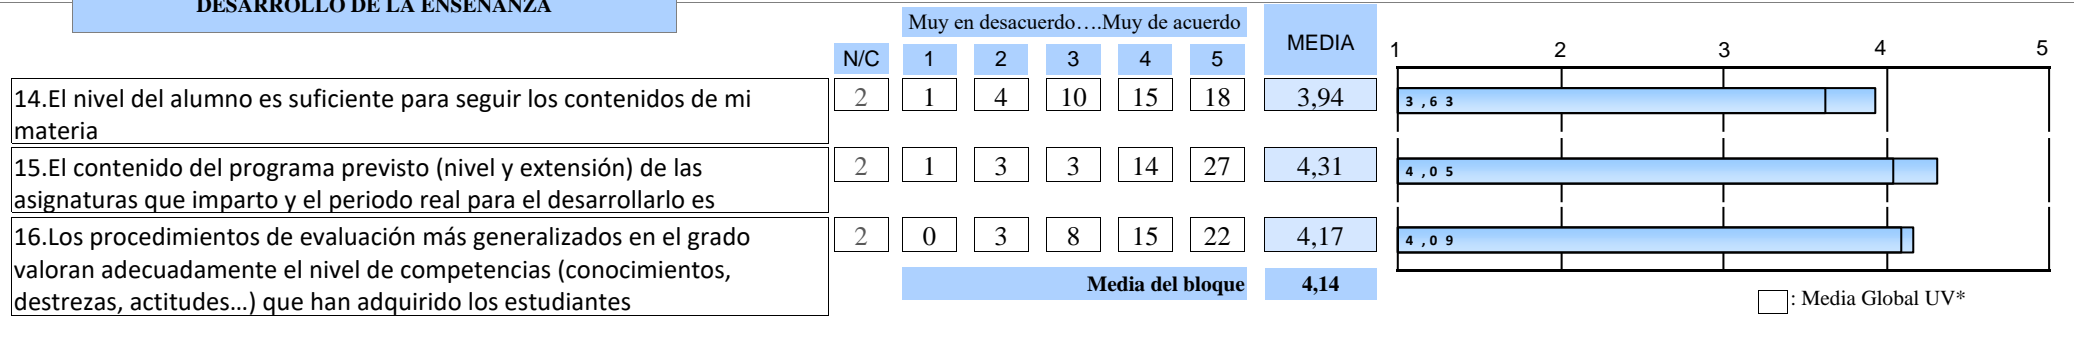 DESARROLLO DE LA ENSEÑANZA
Muy en desacuerdo….Muy de acuerdo
MEDIA
N/C 1 2 3 4 5
1 2 3 4 5
14.El nivel del alumno es suficiente para seguir los contenidos de mi
materia
2 1 4 10 15 18 3,94
3,63
15.El contenido del programa previsto (nivel y extensión) de las
asignaturas que imparto y el periodo real para el desarrollarlo es
2 1 3 3 14 27 4,31
4,05
16.Los procedimientos de evaluación más generalizados en el grado
valoran adecuadamente el nivel de competencias (conocimientos,
destrezas, actitudes…) que han adquirido los estudiantes
2 0 3 8 15 22 4,17
4,09
Media del bloque 4,14
: Media Global UV*